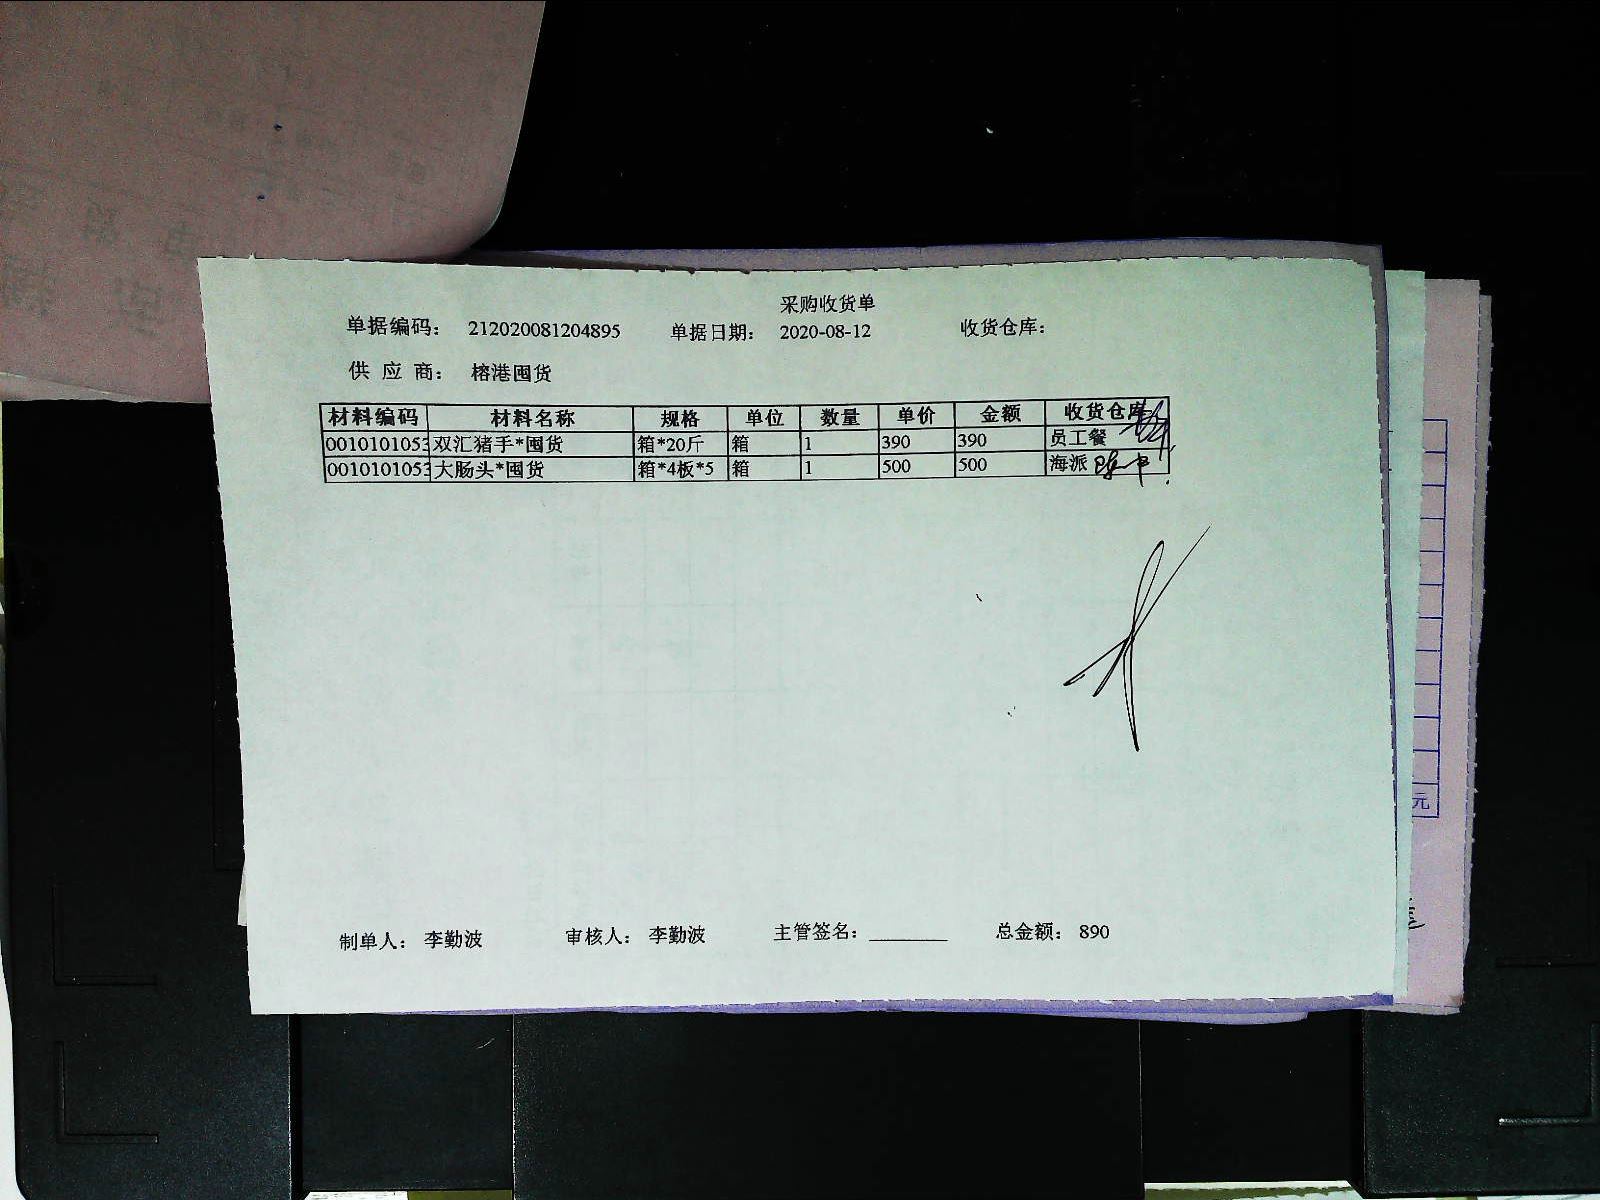 采购收货单
单据编码： 212020081204895 单据日期： 2020-08-12 收货仓库：
供 应 商： 榕港囤货
材料编码 材料名称 规格 单位 数量 单价 金额 收货仓库
0010101053 双汇猪手*囤货 箱*20斤 箱 1 390 390 员工餐
0010101053 大肠头*囤货 箱*4板*5 箱 1 500 500 海派
元
制单人： 李勤波 审核人： 李勤波 主管签名： 总金额： 890